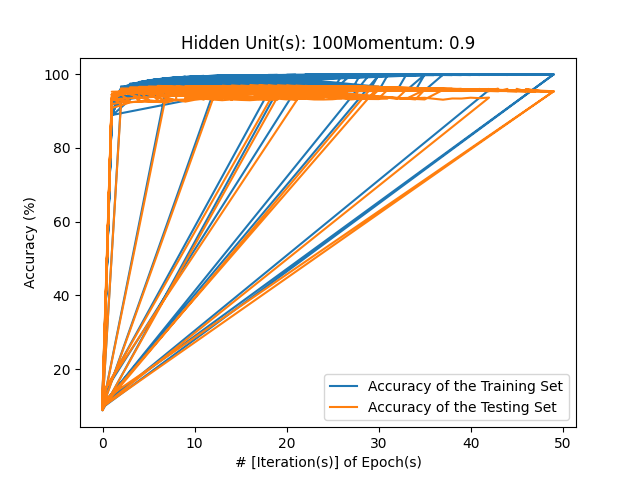 Hidden Unit(s): 100Momentum: 0.9
Accuracy (%)
100
80
60
40
20
0
10
20
30
40
50
# [Iteration(s)] of Epoch(s)
Accuracy of the Training Set
Accuracy of the Testing Set